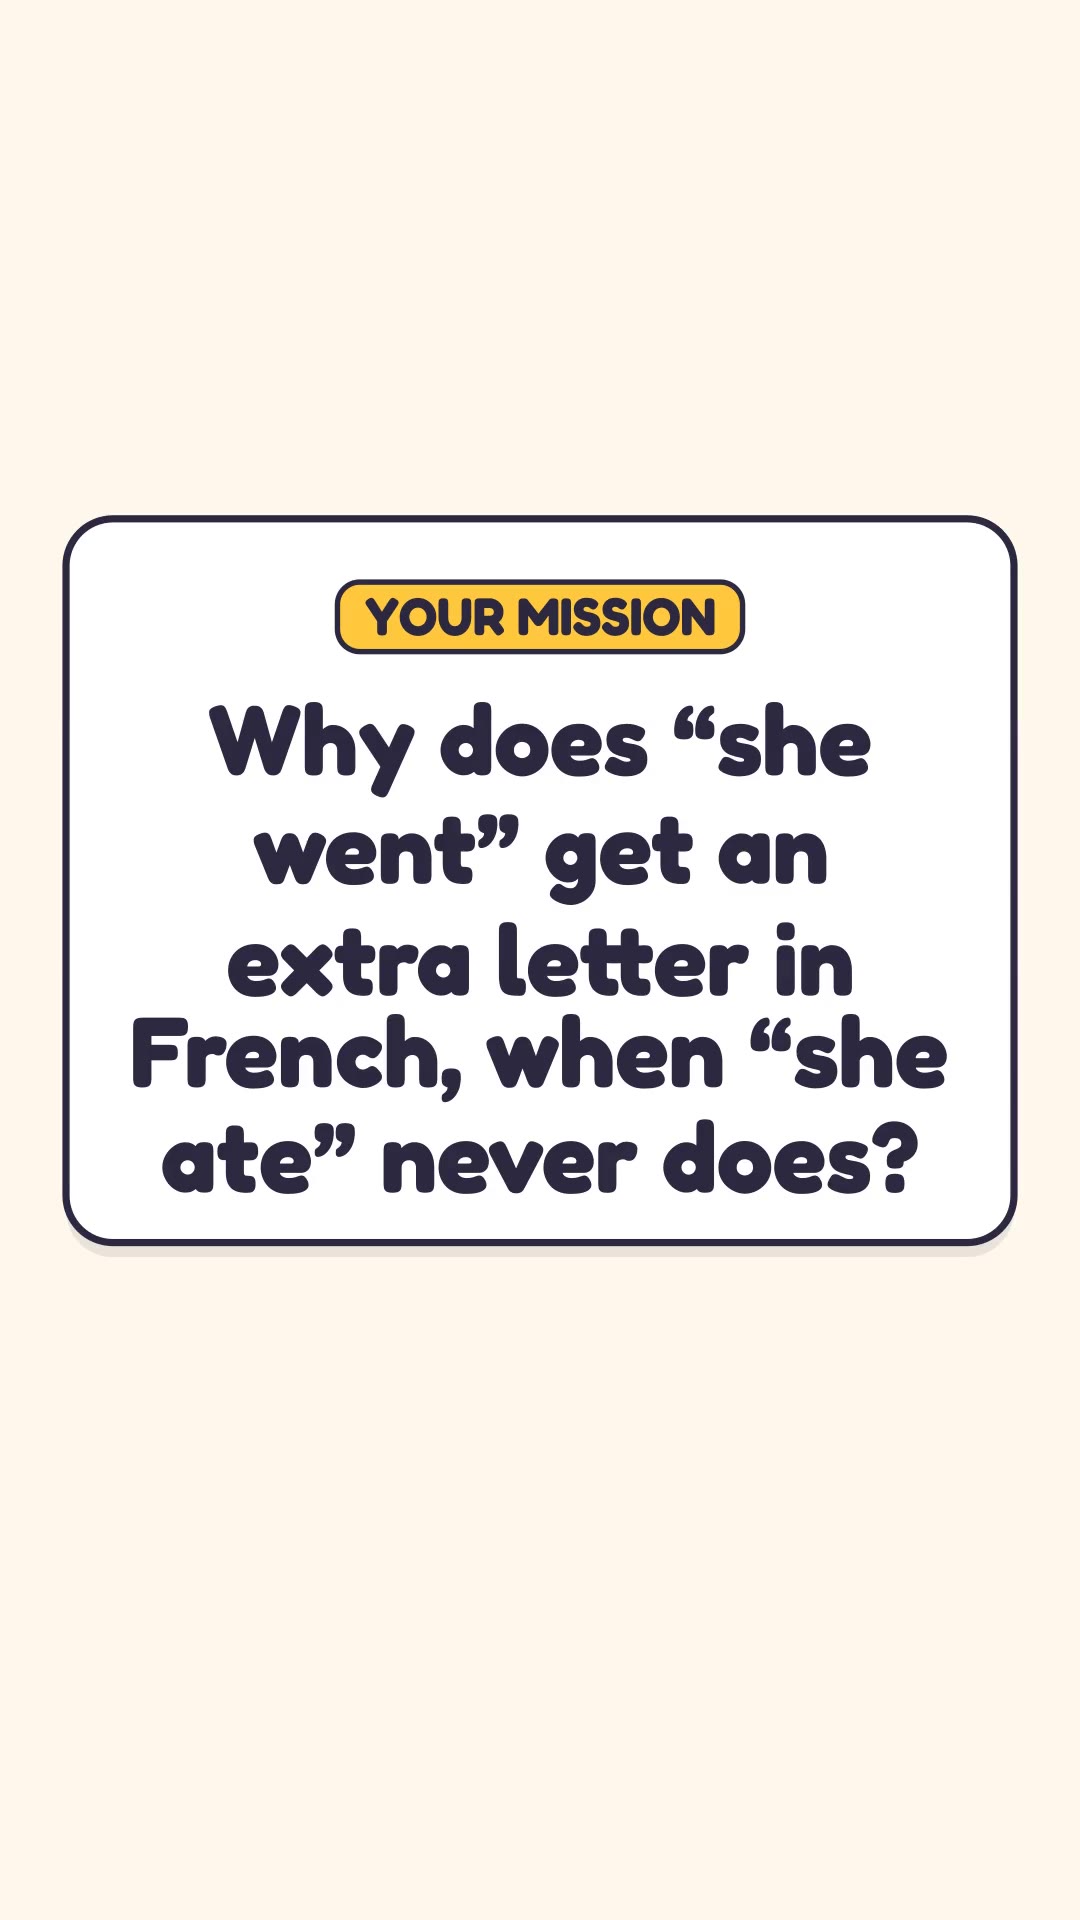 YOUR MISSION
Why does “she
went” get an
extra letter in
French, when “she
ate” never does?